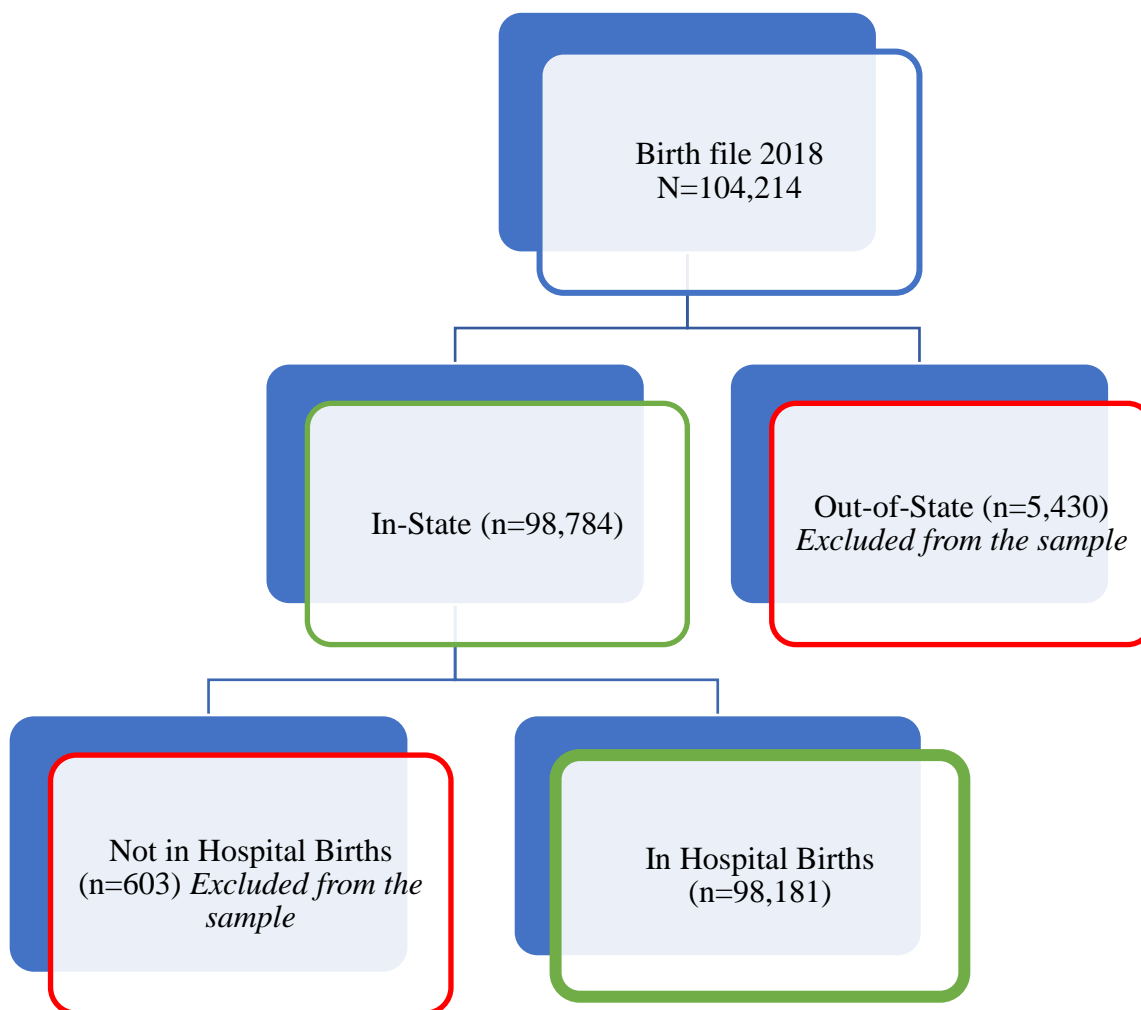 Birth file 2018
N=104,214
In-State (n=98,784)
Out-of-State (n=5,430)
Excluded from the sample
Not in Hospital Births
(n=603) Excluded from the
sample
In Hospital Births
(n=98,181)